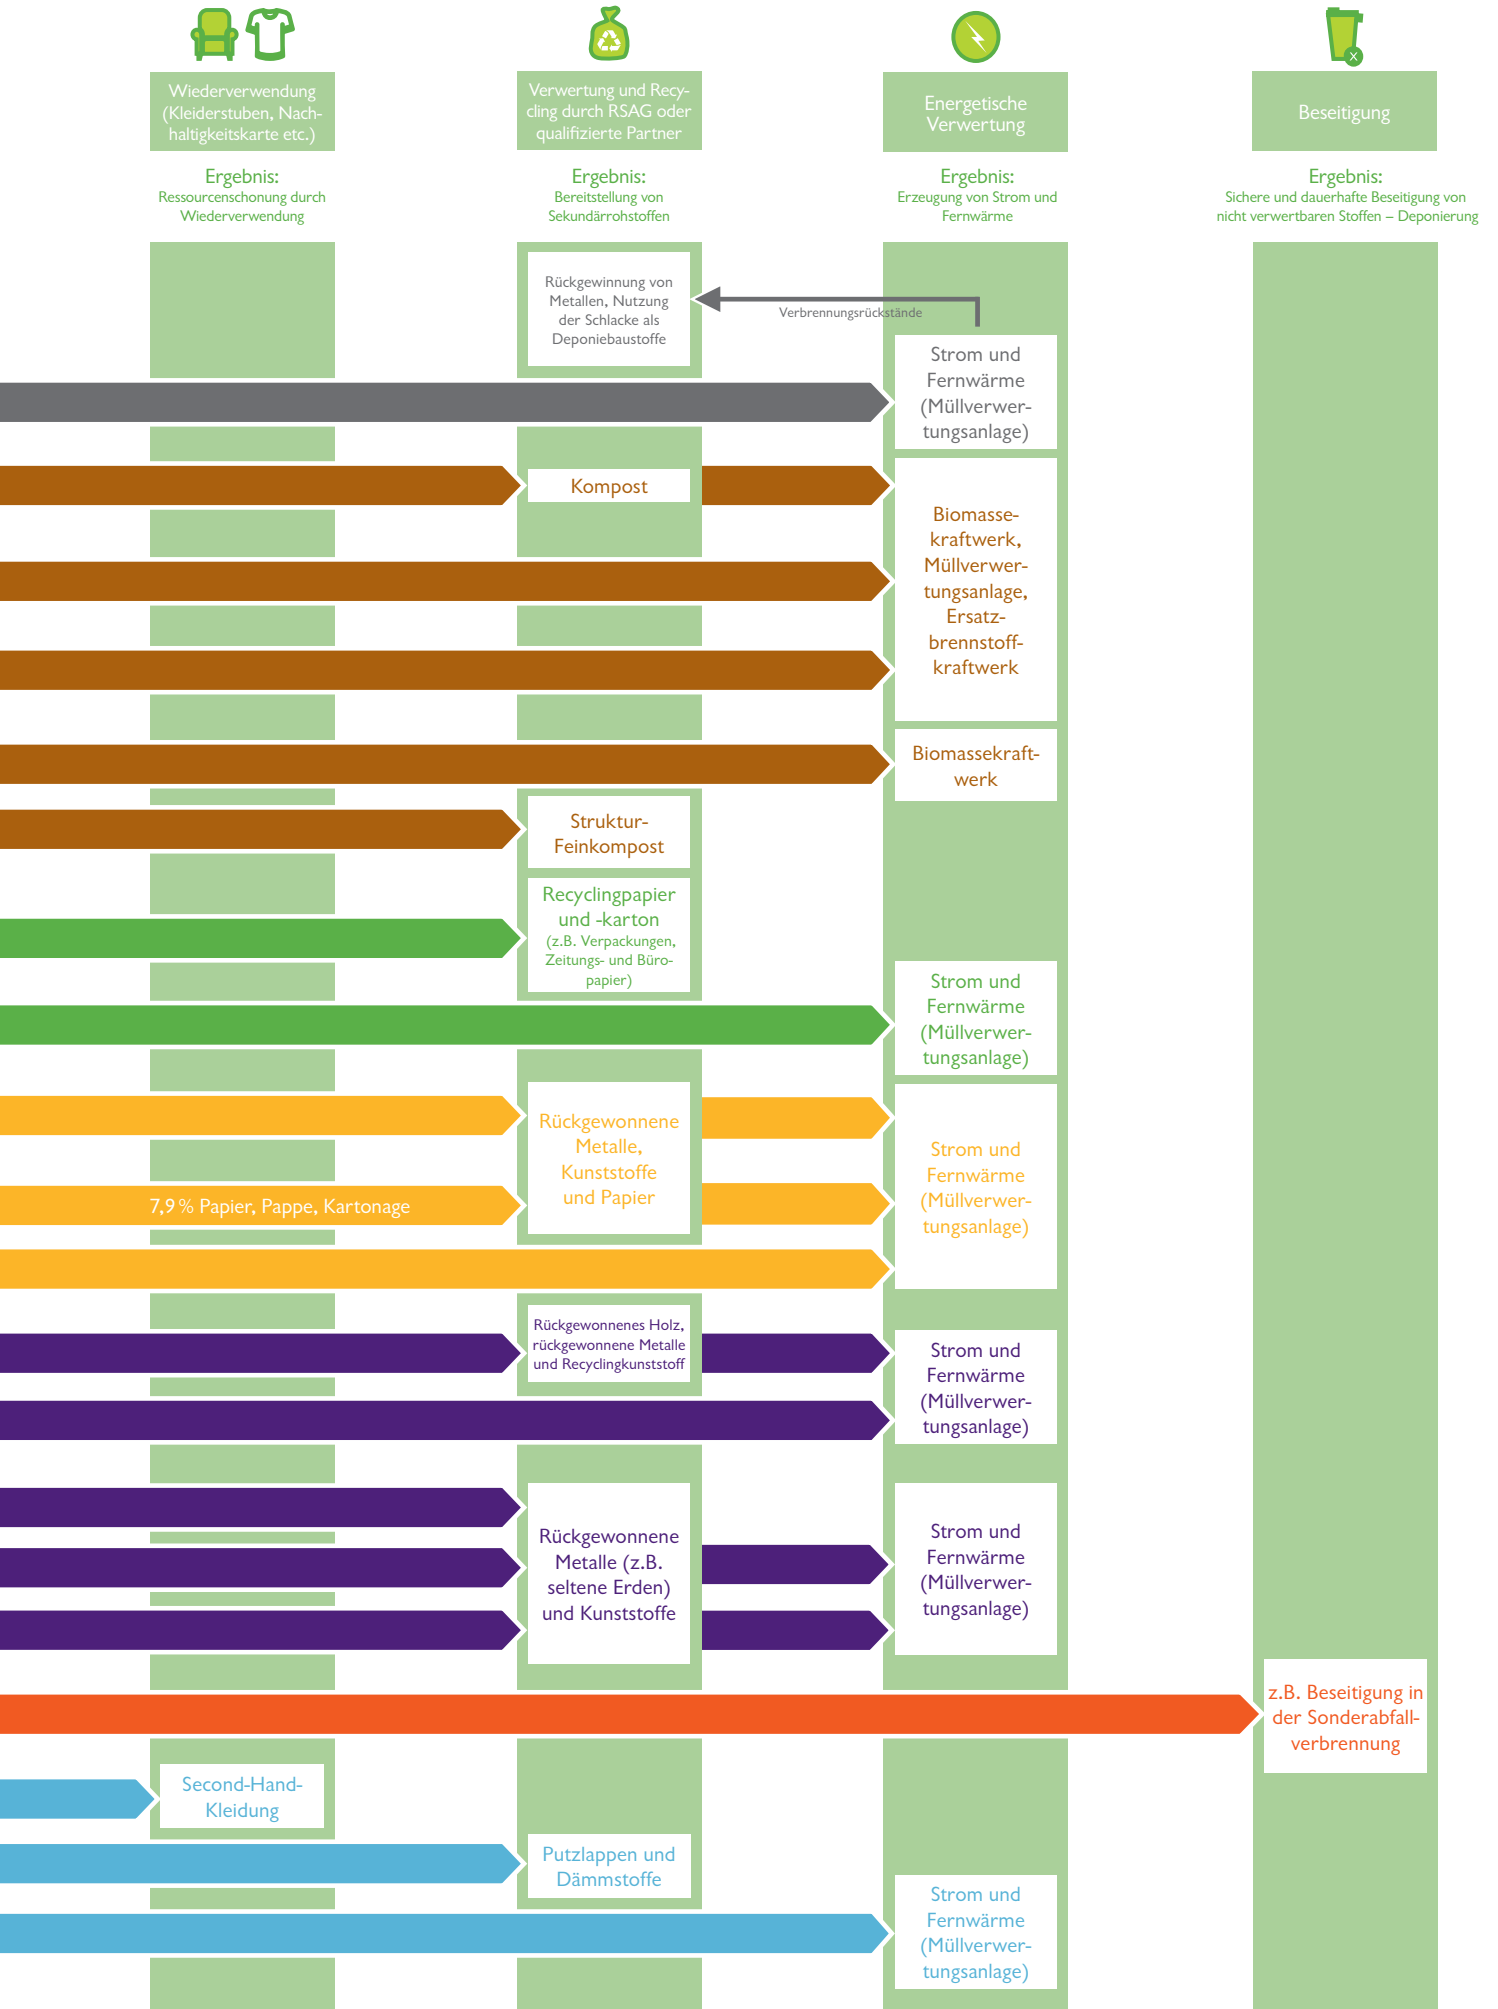 Wiederverwendung
(Kleiderstuben, Nach-
haltigkeitskarte etc.)
Ergebnis:
Ressourcenschonung durch
Wiederverwendung
Verwertung und Recy-
cling durch RSAG oder
qualifizierte Partner
Ergebnis:
Bereitstellung von
Sekundärrohstoffen
Energetische
Verwertung
Ergebnis:
Erzeugung von Strom und
Fernwärme
Beseitigung
Ergebnis:
Sichere und dauerhafte Beseitigung von
nicht verwertbaren Stoffen – Deponierung
X
Rückgewinnung von
Metallen, Nutzung
der Schlacke als
Deponiebaustoffe
Verbrennungsrückstände
Strom und
Fernwärme
(Müllverwer-
tungsanlage)
Kompost
Biomasse-
kraftwerk,
Müllverwer-
tungsanlage,
Ersatz-
brennstoff-
kraftwerk
Biomassekraft-
werk
Struktur-
Feinkompost
Recyclingpapier
und -karton
(z.B. Verpackungen,
Zeitungs- und Büro-
papier)
Strom und
Fernwärme
(Müllverwer-
tungsanlage)
Rückgewonnene
Metalle,
Kunststoffe
und Papier
7,9 % Papier, Pappe, Kartonage
Strom und
Fernwärme
(Müllverwer-
tungsanlage)
Rückgewonnenes Holz,
rückgewonnene Metalle
und Recyclingkunststoff
Strom und
Fernwärme
(Müllverwer-
tungsanlage)
Rückgewonnene
Metalle (z.B.
seltene Erden)
und Kunststoffe
Strom und
Fernwärme
(Müllverwer-
tungsanlage)
z.B. Beseitigung in
der Sonderabfall-
verbrennung
Second-Hand-
Kleidung
Putzlappen und
Dämmstoffe
Strom und
Fernwärme
(Müllverwer-
tungsanlage)